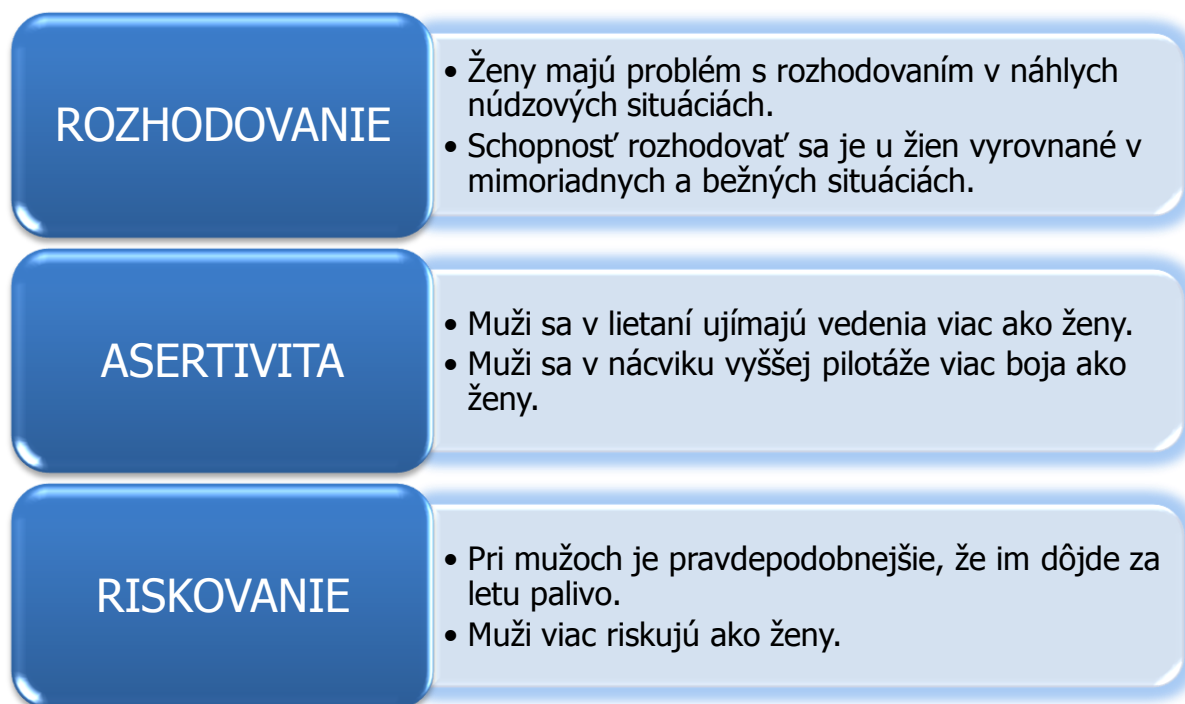 ROZHODOVANIE
• Ženy majú problém s rozhodovaním v náhlych
núdzových situáciách.
• Schopnosť rozhodovať sa je u žien vyrovnané v
mimoriadnych a bežných situáciách.
ASERTIVITA
• Muži sa v lietaní ujímajú vedenia viac ako ženy.
• Muži sa v nácviku vyššej pilotáže viac boja ako
ženy.
RISKOVANIE
• Pri mužoch je pravdepodobnejšie, že im dôjde za
letu palivo.
• Muži viac riskujú ako ženy.